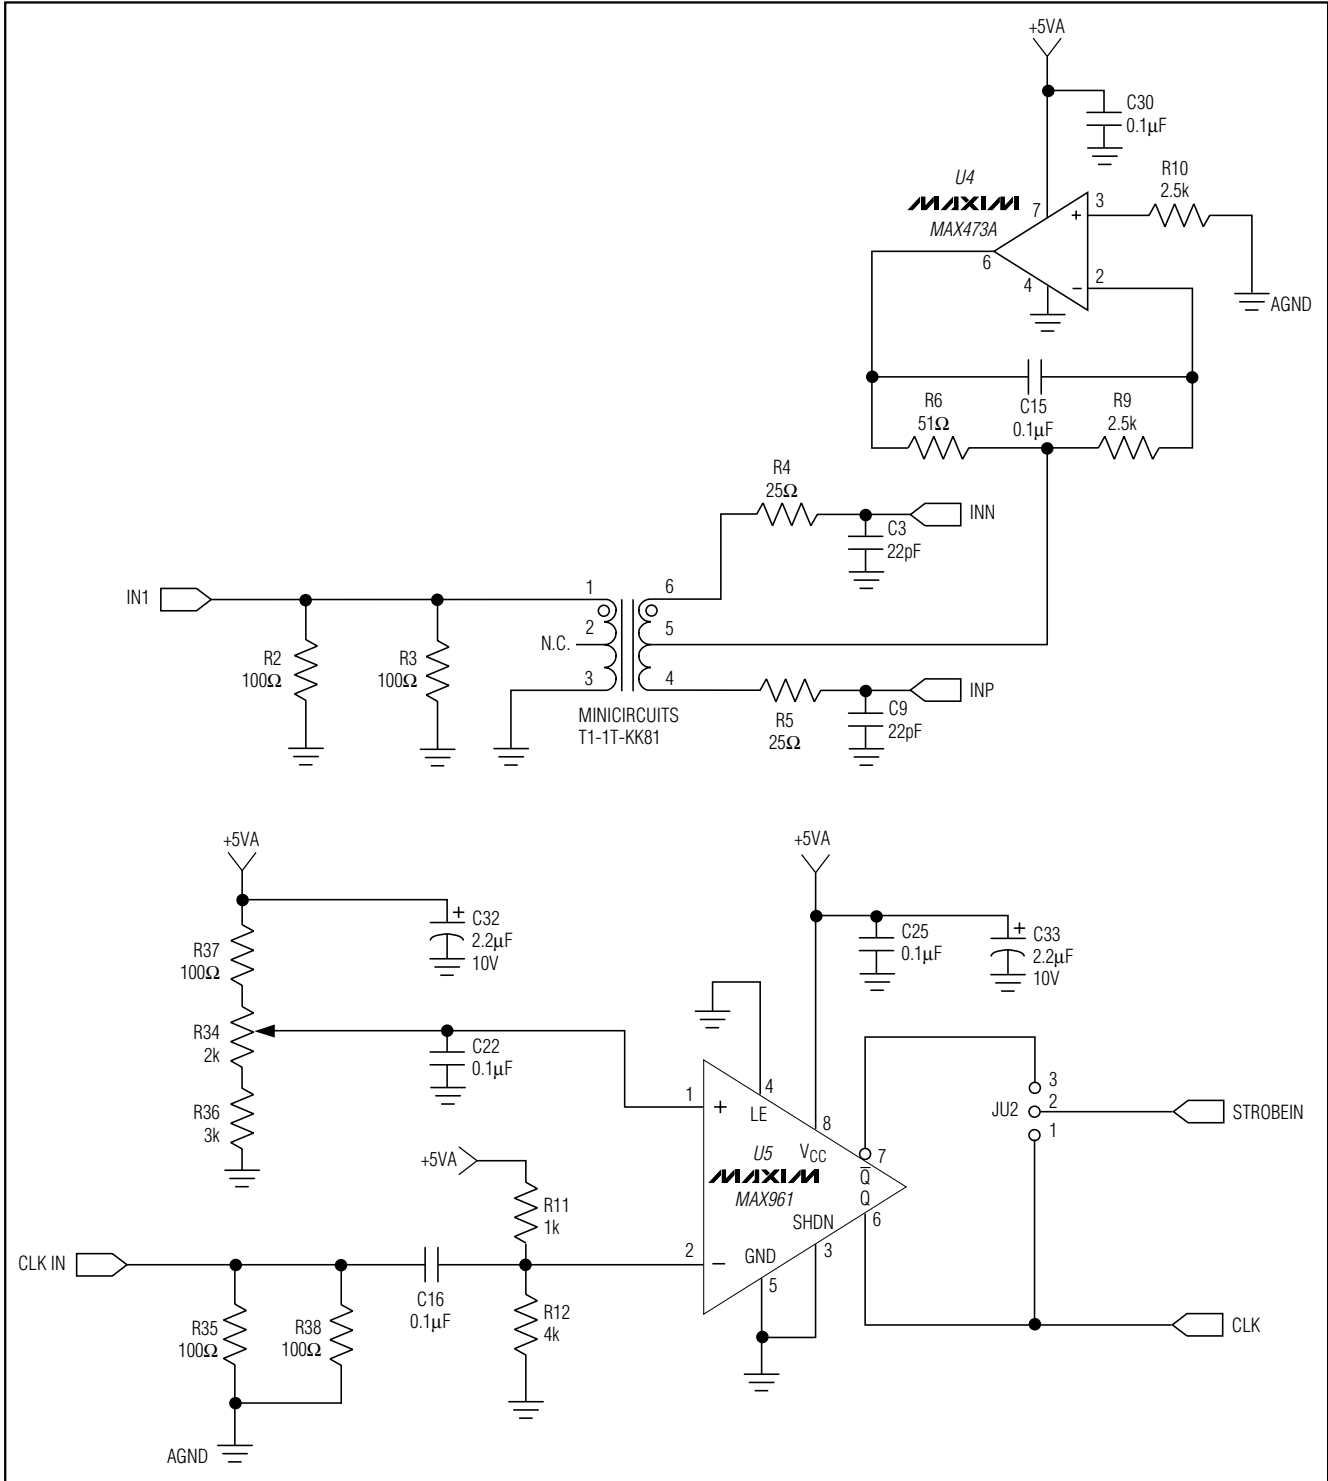 +5VA
C30
0.1µF
R10
2.5k
U4
MAXIM
MAX473A
7
3
+
6
4
2
−
AGND
R6
51Ω
C15
0.1µF
R9
2.5k
R4
25Ω
INN
C3
22pF
IN1
1
6
2
5
N.C.
3
4
R2
100Ω
R3
100Ω
INP
C9
22pF
R5
25Ω
MINICIRCUITS
T1-1T-KK81
+5VA
+5VA
R37
100Ω
+
C32
2.2µF
10V
C25
0.1µF
+
C33
2.2µF
10V
R34
2k
C22
0.1µF
R36
3k
1
+
4
LE
8
VCC
3
JU2
2
1
STROBEIN
U5
MAXIM
MAX961
7
Q̅
Q
6
+5VA
R11
1k
SHDN
3
CLK IN
2
−
GND
5
C16
0.1µF
R12
4k
R35
100Ω
R38
100Ω
CLK
AGND